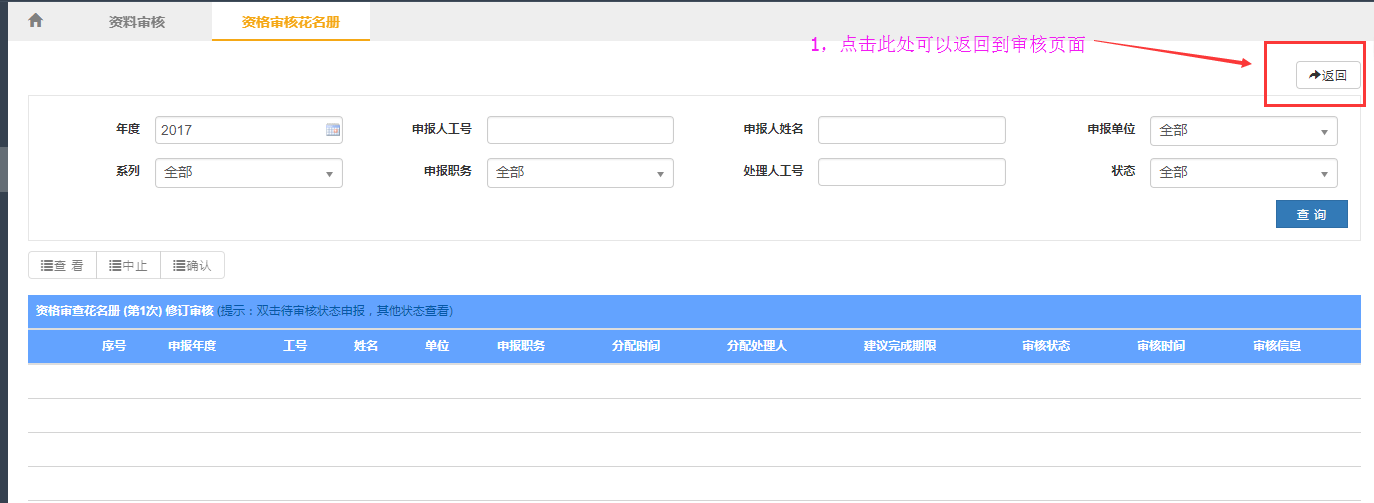 资料审核 资格审核花名册
1, 点击此处可以返回到审核页面
返回
年度 2017 申报人工号 申报人姓名 申报单位 全部
系列 全部 申报职务 全部 处理人工号 状态 全部
查 询
查 看 中止 确认
资格审查花名册 (第1次) 修订审核 (提示：双击待审核状态申报，其他状态查看)
序号 申报年度 工号 姓名 单位 申报职务 分配时间 分配处理人 建议完成期限 审核状态 审核时间 审核信息